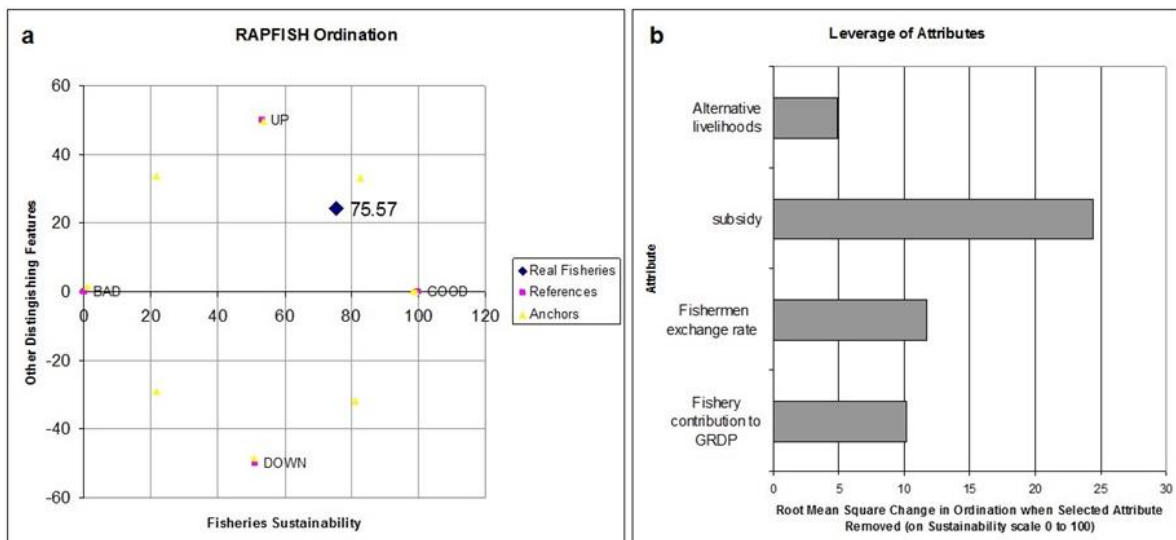 a
RAPFISH Ordination
60
40
20
0
-20
-40
-60
0 20 40 60 80 100 120
UP
75.57
BAD
GOOD
DOWN
Other Distingishing Features
Fisheries Sustainability
Real Fisheries
References
Anchors
b
Leverage of Attributes
Attribute
Alternative
livelihoods
subsidy
Fishermen
exchange rate
Fishery
contribution to
GRDP
0 5 10 15 20 25 30
Root Mean Square Change in Ordination when Selected Attribute
Removed (on Sustainability scale 0 to 100)